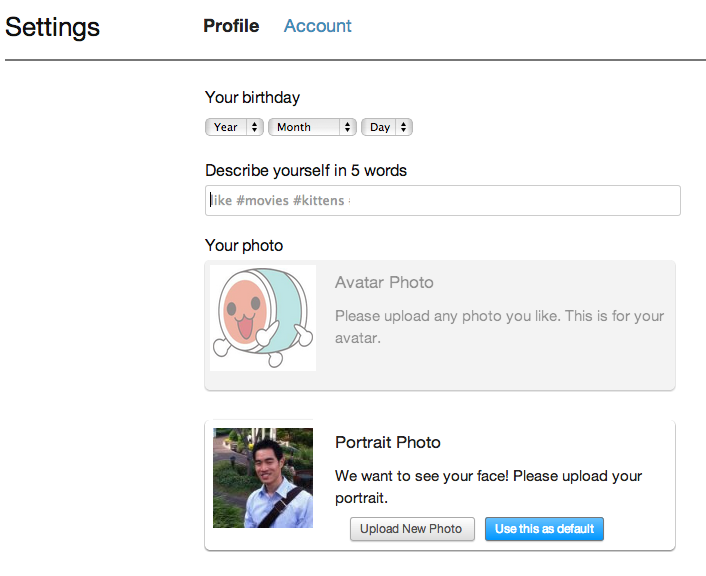 Settings Profile Account
Your birthday
Year Month Day
Describe yourself in 5 words
like #movies #kittens
Your photo
Avatar Photo
Please upload any photo you like. This is for your
avatar.
Portrait Photo
We want to see your face! Please upload your
portrait.
Upload New Photo Use this as default